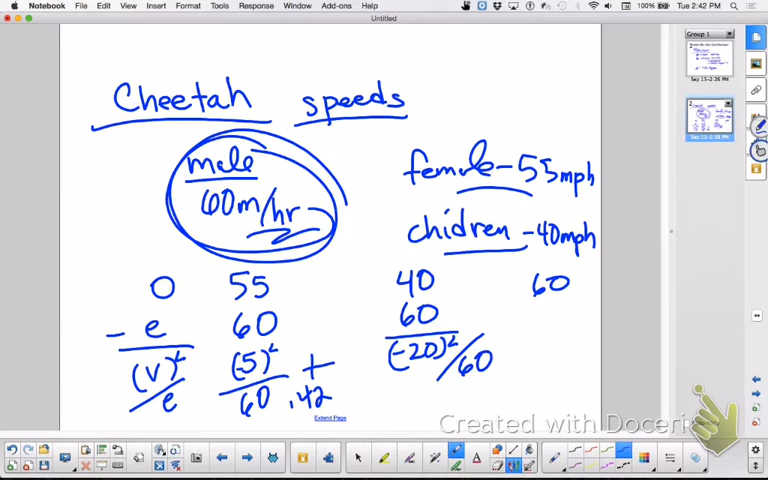 Notebook File Edit View Insert Format Tools Response Window Add-ons Help 100% Tue 2:42 PM
Untitled
Group 1
Cheetah speeds
male
60m/hr
female-55mph
chidren -40mph
0 55 40 60
- e 60 60
(v)²/e (-5)²/60 + (-20)²/60
.42
Extend Page
Created with Doceri